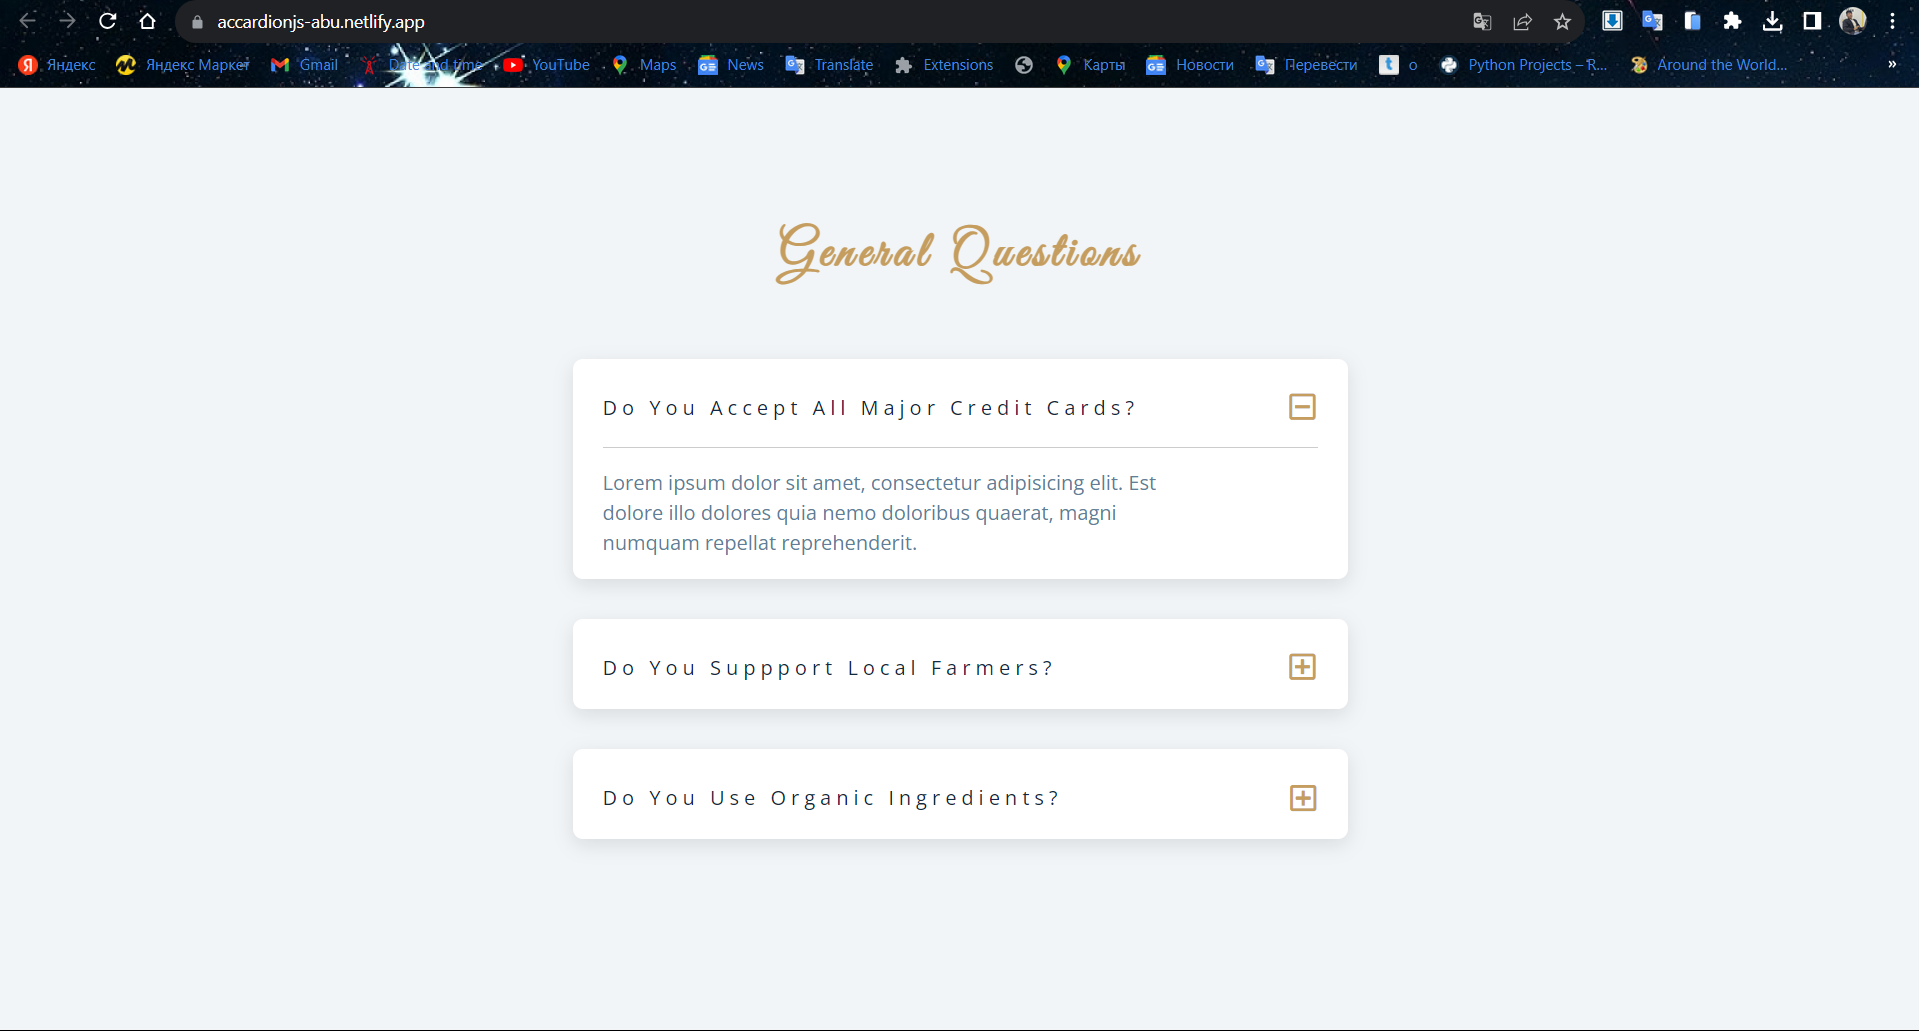 accardionjs-abu.netlify.app
Яндекс Яндекс Маркет Gmail Date and time YouTube Maps News Translate Extensions Карты Новости Перевести o Python Projects – R... Around the World... »
General Questions
Do You Accept All Major Credit Cards?
Lorem ipsum dolor sit amet, consectetur adipisicing elit. Est
dolore illo dolores quia nemo doloribus quaerat, magni
numquam repellat reprehenderit.
Do You Suppport Local Farmers?
Do You Use Organic Ingredients?